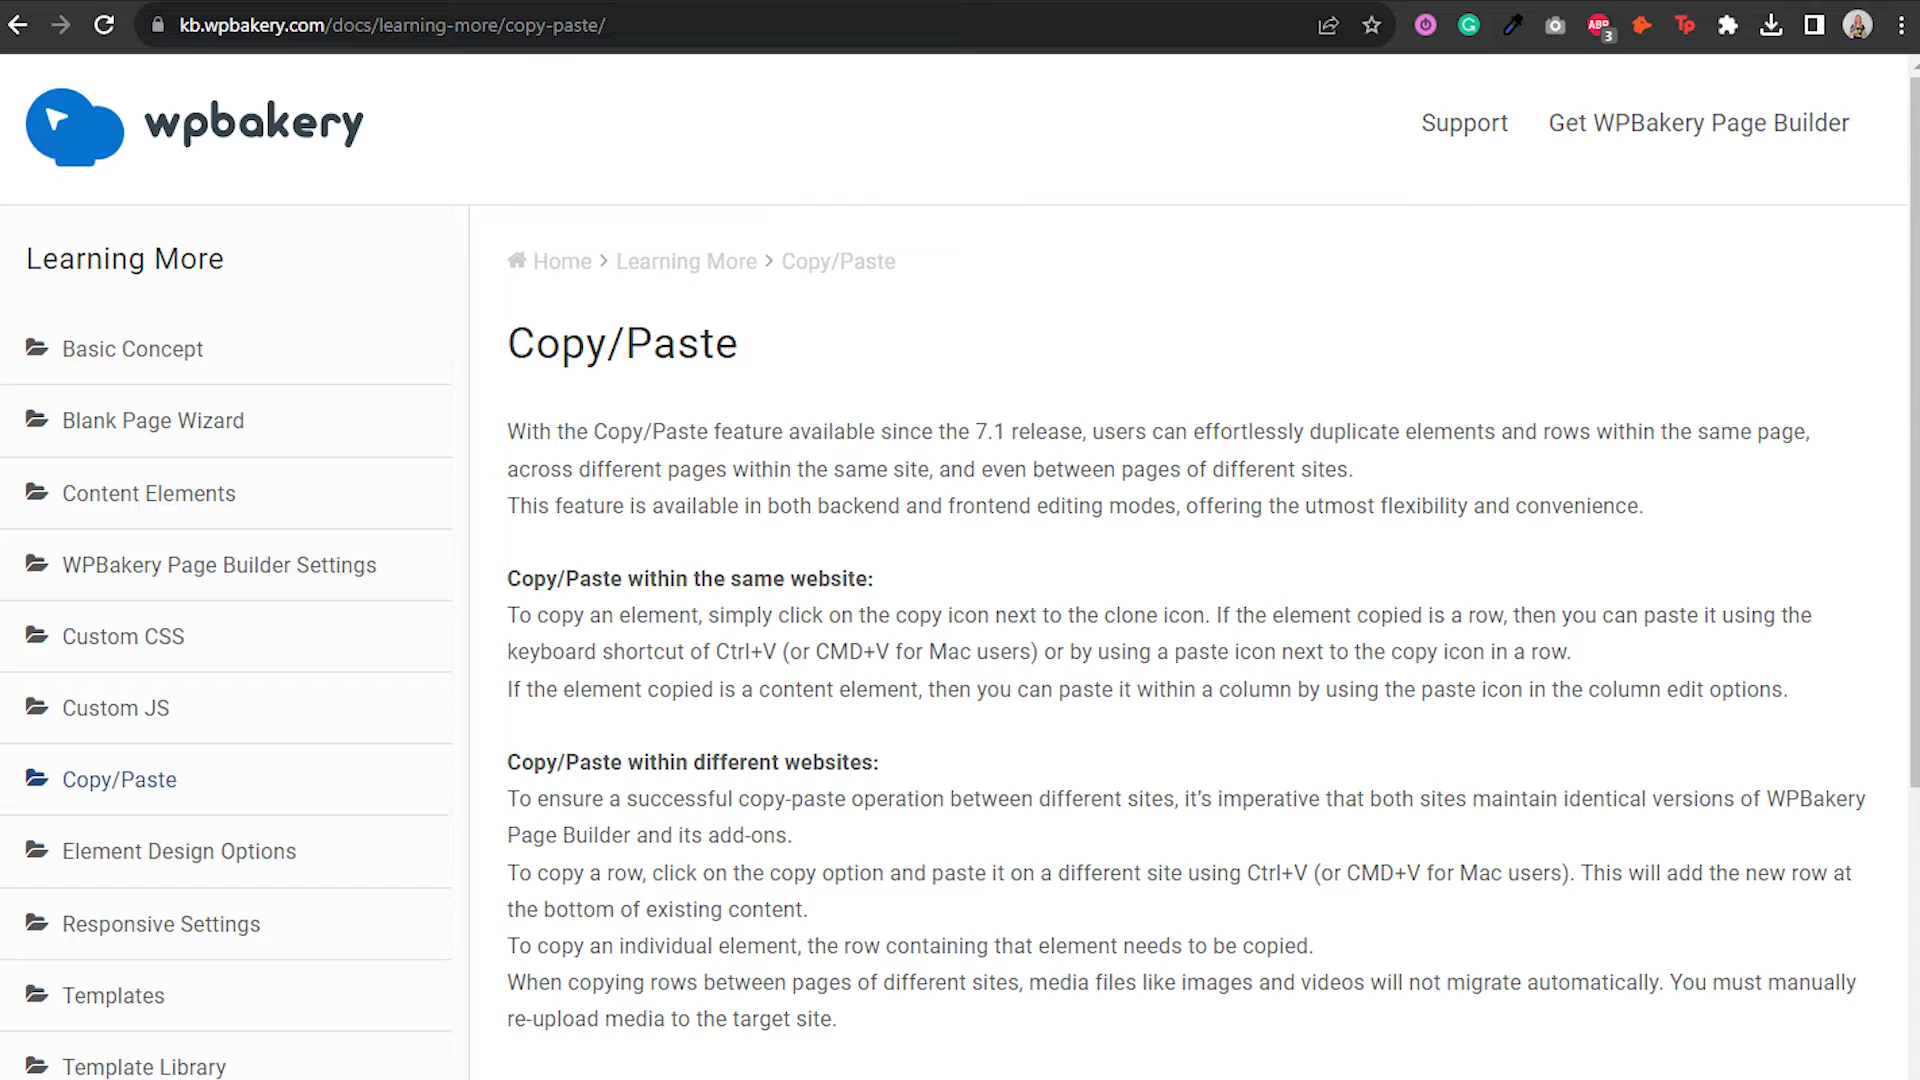 kb.wpbakery.com/docs/learning-more/copy-paste/
ABP
3
Tp
wpbakery
Support
Get WPBakery Page Builder
Learning More
Basic Concept
Blank Page Wizard
Content Elements
WPBakery Page Builder Settings
Custom CSS
Custom JS
Copy/Paste
Element Design Options
Responsive Settings
Templates
Template Library
Home > Learning More > Copy/Paste
Copy/Paste
With the Copy/Paste feature available since the 7.1 release, users can effortlessly duplicate elements and rows within the same page,
across different pages within the same site, and even between pages of different sites.
This feature is available in both backend and frontend editing modes, offering the utmost flexibility and convenience.
Copy/Paste within the same website:
To copy an element, simply click on the copy icon next to the clone icon. If the element copied is a row, then you can paste it using the
keyboard shortcut of Ctrl+V (or CMD+V for Mac users) or by using a paste icon next to the copy icon in a row.
If the element copied is a content element, then you can paste it within a column by using the paste icon in the column edit options.
Copy/Paste within different websites:
To ensure a successful copy-paste operation between different sites, it’s imperative that both sites maintain identical versions of WPBakery
Page Builder and its add-ons.
To copy a row, click on the copy option and paste it on a different site using Ctrl+V (or CMD+V for Mac users). This will add the new row at
the bottom of existing content.
To copy an individual element, the row containing that element needs to be copied.
When copying rows between pages of different sites, media files like images and videos will not migrate automatically. You must manually
re-upload media to the target site.